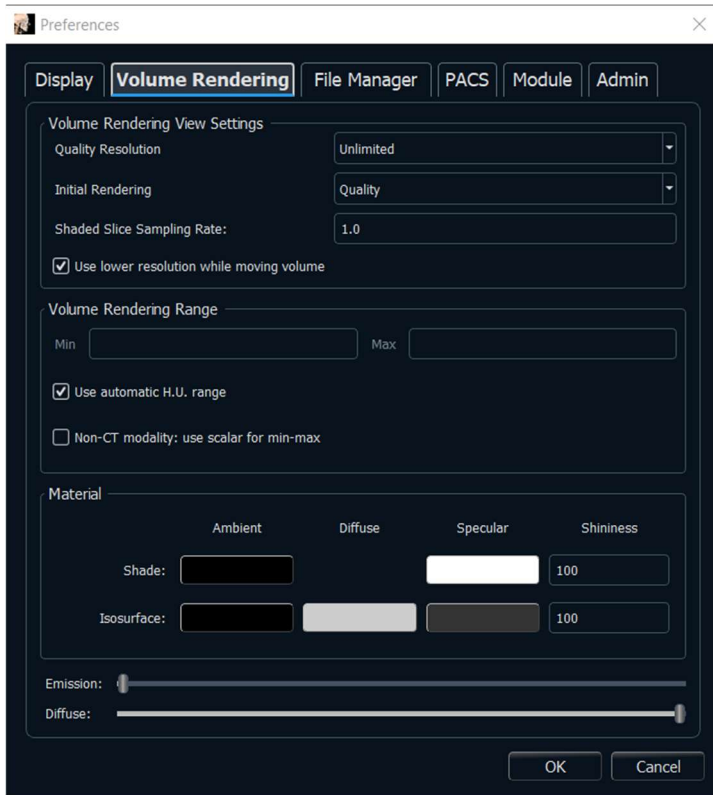 Preferences
Display Volume Rendering File Manager PACS Module Admin
Volume Rendering View Settings
Quality Resolution Unlimited
Initial Rendering Quality
Shaded Slice Sampling Rate: 1.0
Use lower resolution while moving volume
Volume Rendering Range
Min Max
Use automatic H.U. range
Non-CT modality: use scalar for min-max
Material
Ambient Diffuse Specular Shininess
Shade: 100
Isosurface: 100
Emission:
Diffuse:
OK Cancel